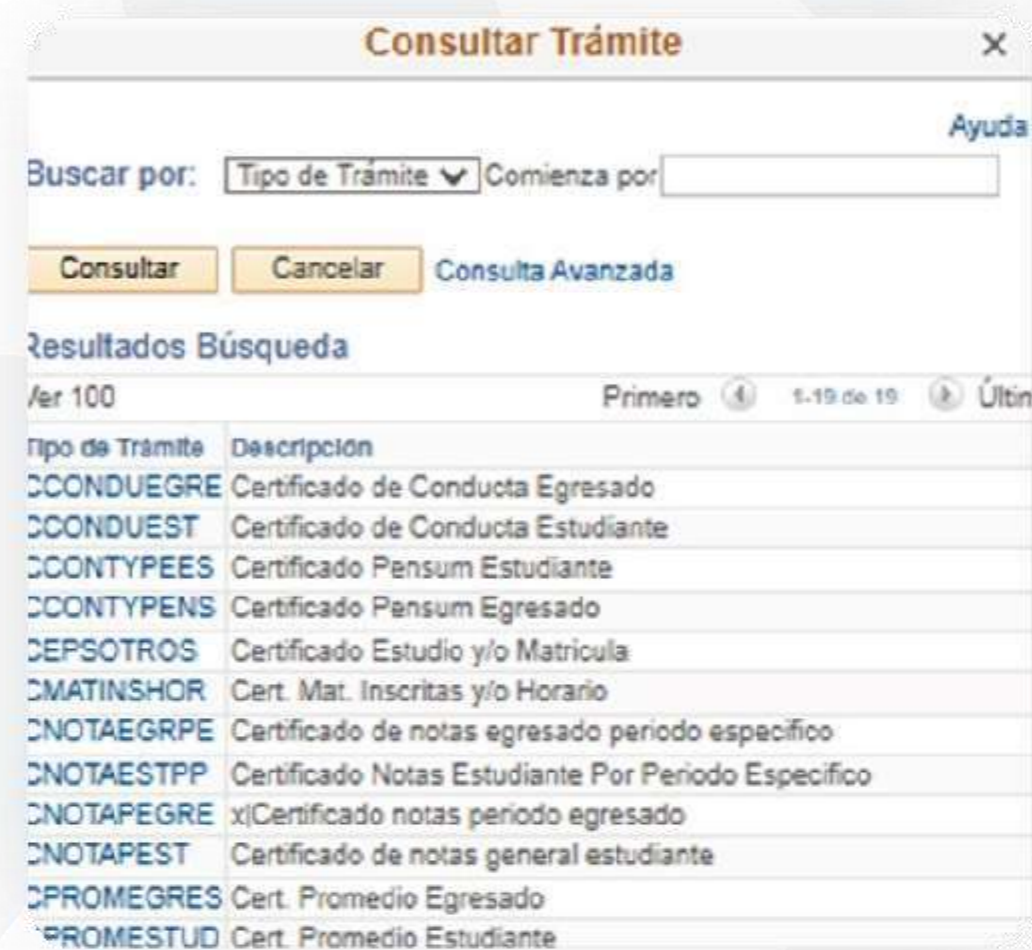 Consultar Trámite ×
Ayuda
Buscar por: Tipo de Trámite Comienza por
Consultar Cancelar Consulta Avanzada
Resultados Búsqueda
Ver 100 Primero 1-19 de 19 Últim
Tipo de Trámite Descripción
CCONDUEGRE Certificado de Conducta Egresado
CCONDUEST Certificado de Conducta Estudiante
CCONTYPEES Certificado Pensum Estudiante
CCONTYPENS Certificado Pensum Egresado
CEPSOTROS Certificado Estudio y/o Matricula
CMATINSHOR Cert. Mat. Inscritas y/o Horario
CNOTAEGRPE Certificado de notas egresado periodo especifico
CNOTAESTPP Certificado Notas Estudiante Por Periodo Especifico
CNOTAPEGRE x|Certificado notas periodo egresado
CNOTAPEST Certificado de notas general estudiante
CPROMEGRES Cert. Promedio Egresado
CPROMESTUD Cert. Promedio Estudiante